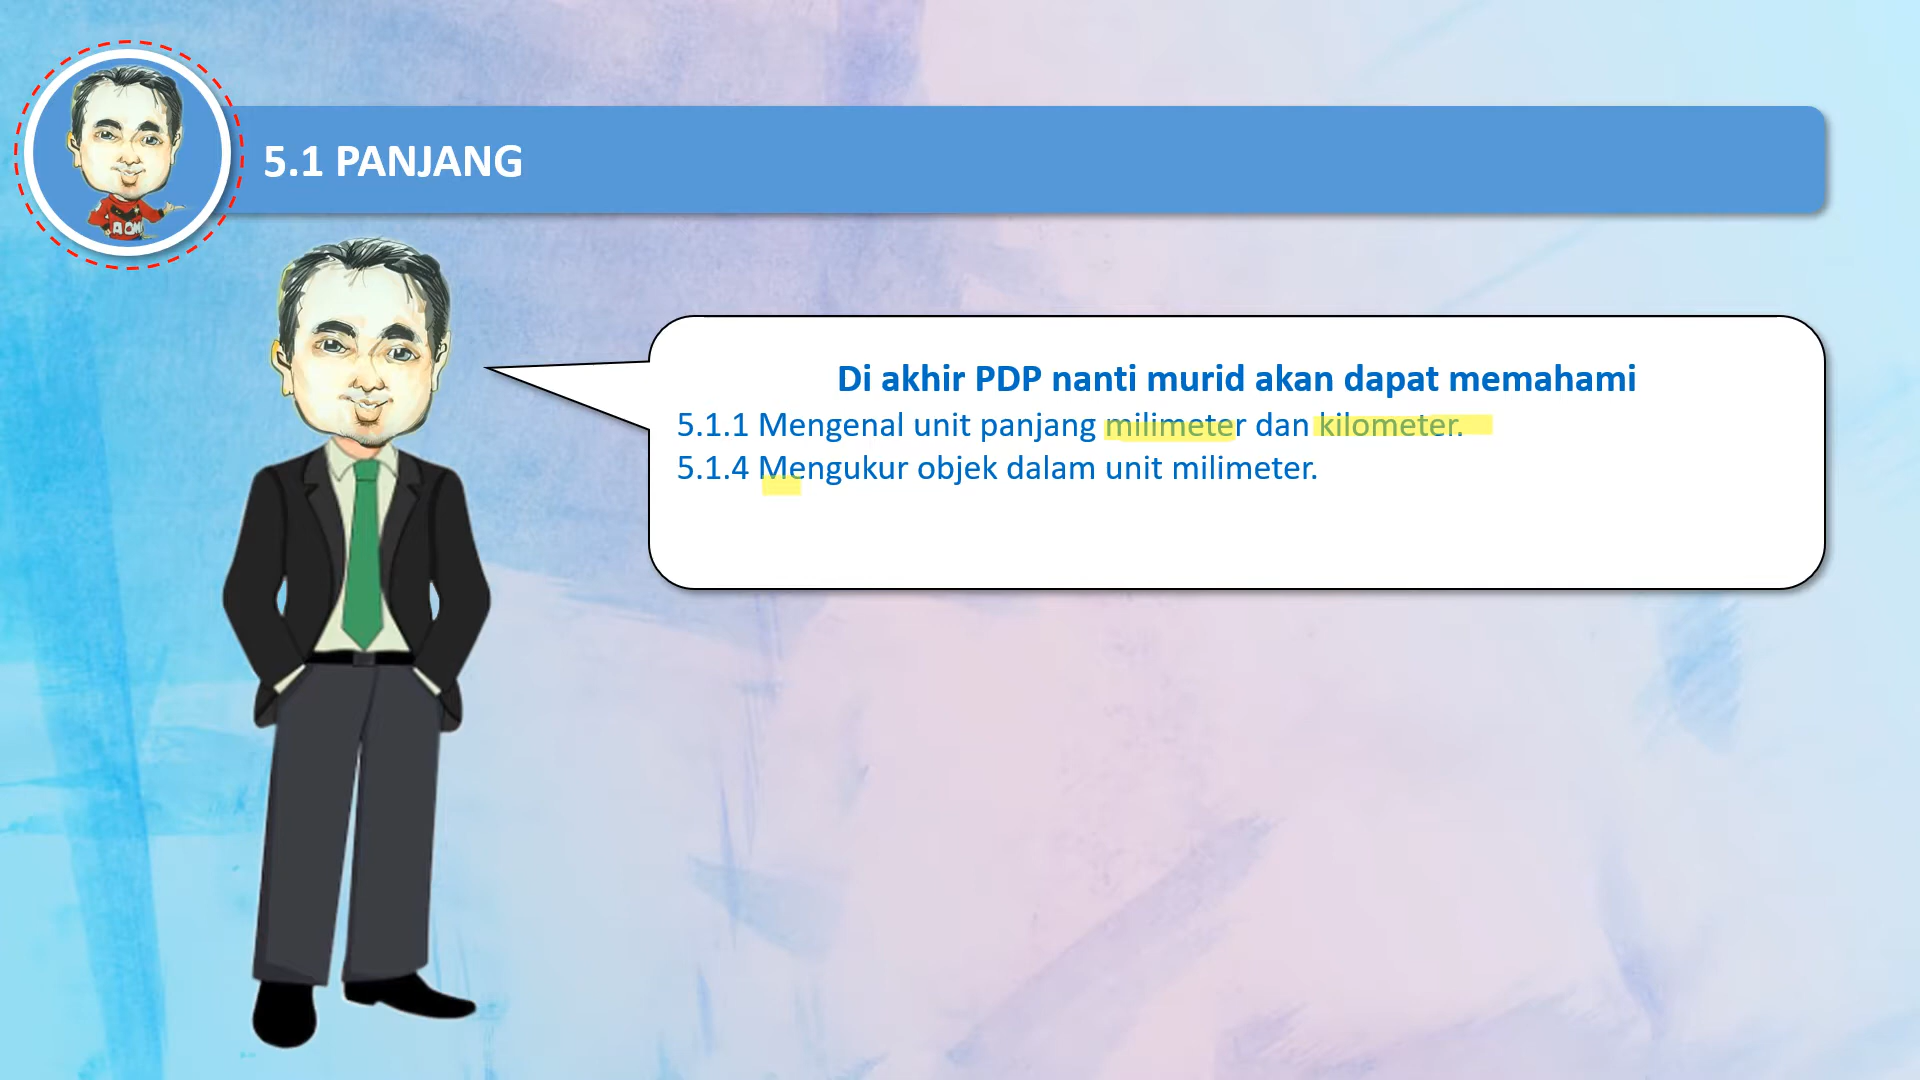 5.1 PANJANG
Di akhir PDP nanti murid akan dapat memahami
5.1.1 Mengenal unit panjang milimeter dan kilometer.
5.1.4 Mengukur objek dalam unit milimeter.